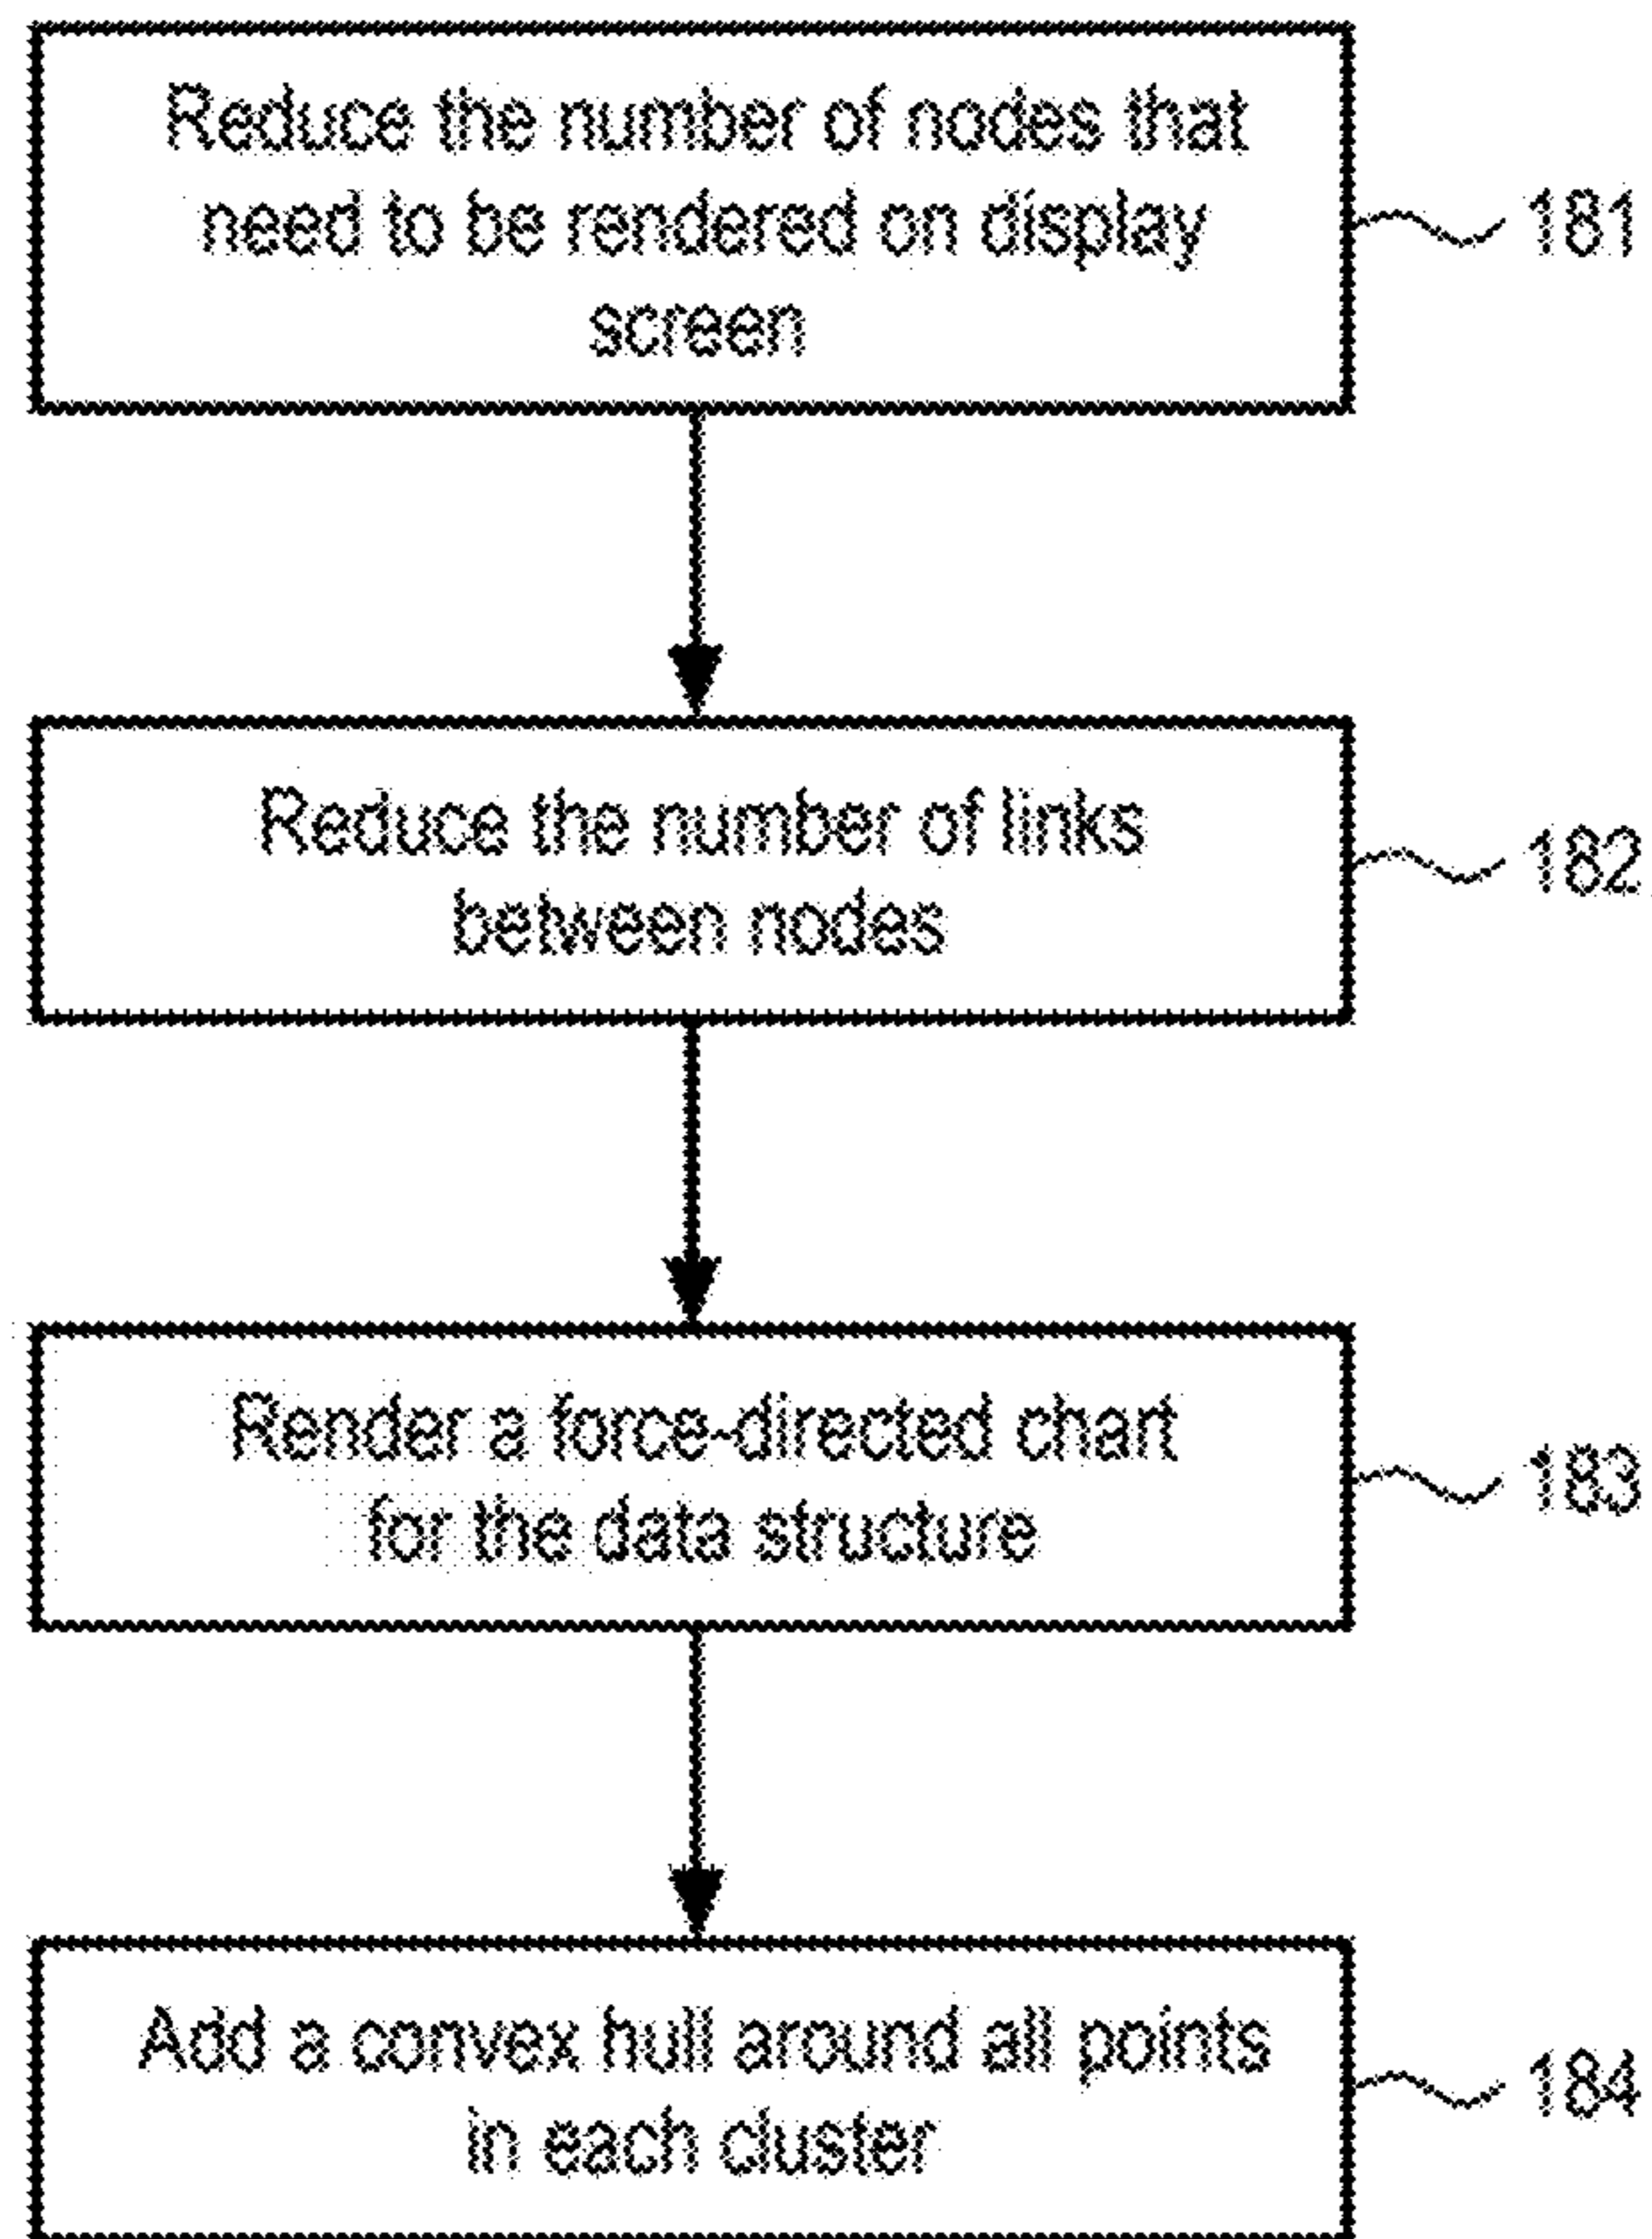 Reduce the number of nodes that
need to be rendered on display
screen
181
Reduce the number of links
between nodes
182
Render a force-directed chart
for the data structure
183
Add a convex hull around all points
in each cluster
184